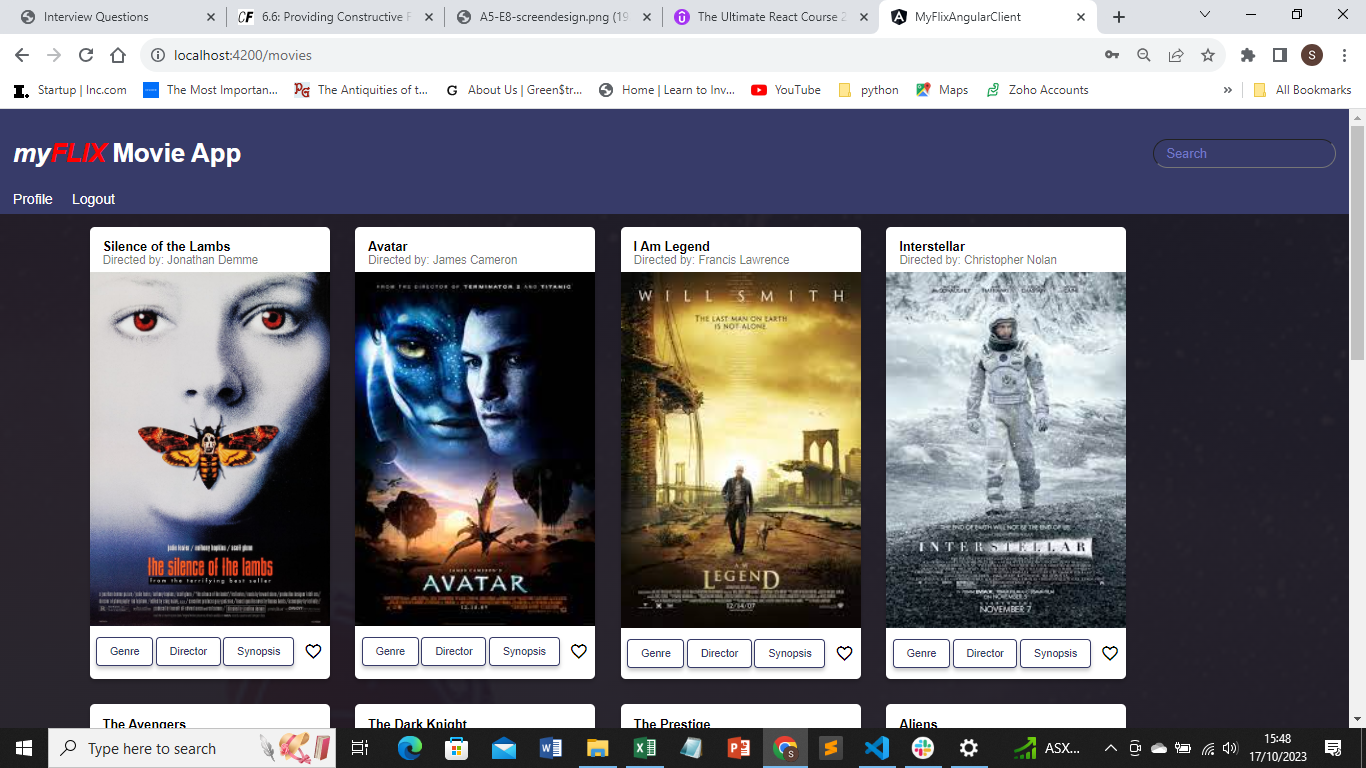 Interview Questions
CF 6.6: Providing Constructive F
A5-E8-screendesign.png (19
The Ultimate React Course 2
MyFlixAngularClient
localhost:4200/movies
S
Startup | Inc.com
The Most Importan...
The Antiquities of t...
About Us | Green$tr...
Home | Learn to Inv...
YouTube
python
Maps
Zoho Accounts
»
All Bookmarks
myFLIX Movie App
Search
Profile Logout
Silence of the Lambs
Directed by: Jonathan Demme
jodie foster / anthony hopkins / scott glenn
the silence of the lambs
from the terrifying best seller
Genre Director Synopsis
Avatar
Directed by: James Cameron
FROM THE DIRECTOR OF TERMINATOR 2 AND TITANIC
JAMES CAMERON'S
AVATAR
12.18.09
Genre Director Synopsis
I Am Legend
Directed by: Francis Lawrence
WILL SMITH
THE LAST MAN ON EARTH
IS NOT ALONE
I AM
LEGEND
12/14/07
Genre Director Synopsis
Interstellar
Directed by: Christopher Nolan
THE END OF EARTH WILL NOT BE THE END OF US
INTERSTELLAR
NOVEMBER 7
Genre Director Synopsis
The Avengers
The Dark Knight
The Prestige
Aliens
Type here to search
ASX...
15:48
17/10/2023